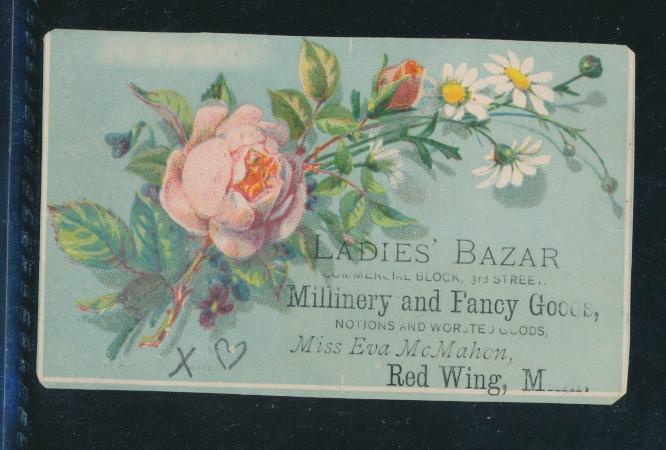 LADIES' BAZAR
COMMERCIAL BLOCK, 3rd STREET.
Millinery and Fancy Goods,
NOTIONS AND WORSTED GOODS,
Miss Eva McMahon,
Red Wing,
X ♡